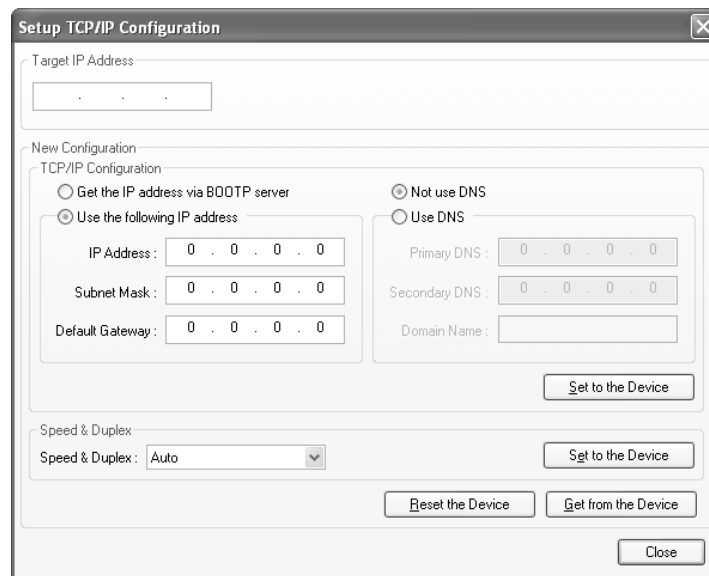 Setup TCP/IP Configuration
Target IP Address
. . .
New Configuration
TCP/IP Configuration
Get the IP address via BOOTP server
Use the following IP address
IP Address : 0 . 0 . 0 . 0
Subnet Mask : 0 . 0 . 0 . 0
Default Gateway : 0 . 0 . 0 . 0
Not use DNS
Use DNS
Primary DNS : 0 . 0 . 0 . 0
Secondary DNS : 0 . 0 . 0 . 0
Domain Name :
Set to the Device
Speed & Duplex
Speed & Duplex : Auto
Set to the Device
Reset the Device
Get from the Device
Close